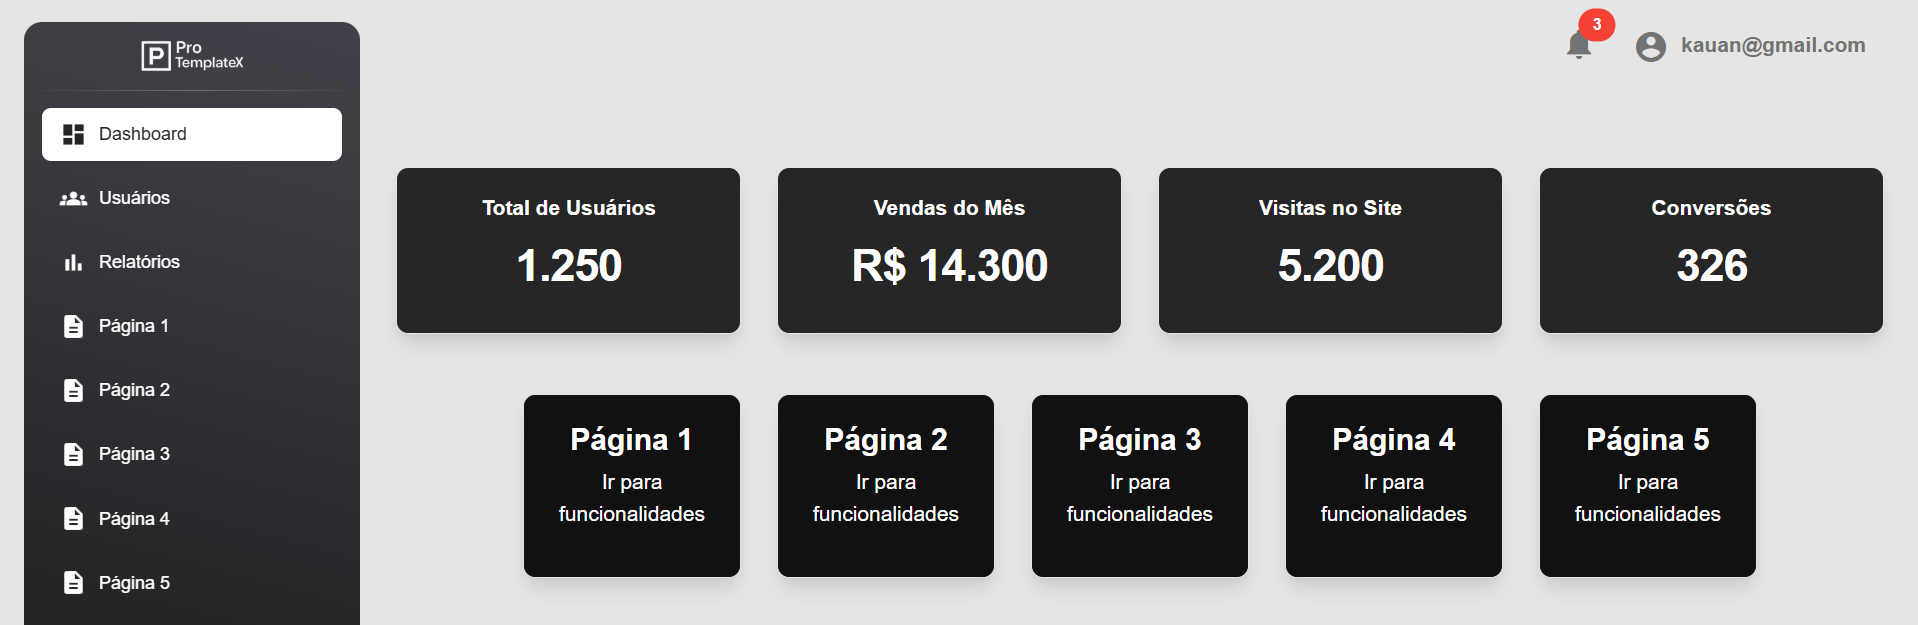 P Pro
TemplateX
3
kauan@gmail.com
Dashboard
Usuários
Relatórios
Página 1
Página 2
Página 3
Página 4
Página 5
Total de Usuários
1.250
Vendas do Mês
R$ 14.300
Visitas no Site
5.200
Conversões
326
Página 1
Ir para
funcionalidades
Página 2
Ir para
funcionalidades
Página 3
Ir para
funcionalidades
Página 4
Ir para
funcionalidades
Página 5
Ir para
funcionalidades